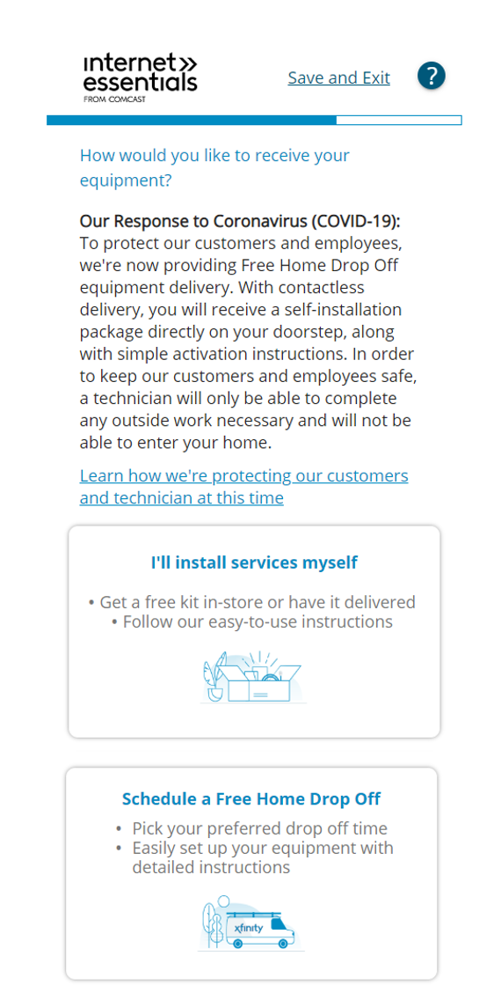 internet»
essentials
FROM COMCAST
Save and Exit
?
How would you like to receive your
equipment?
Our Response to Coronavirus (COVID-19):
To protect our customers and employees,
we're now providing Free Home Drop Off
equipment delivery. With contactless
delivery, you will receive a self-installation
package directly on your doorstep, along
with simple activation instructions. In order
to keep our customers and employees safe,
a technician will only be able to complete
any outside work necessary and will not be
able to enter your home.
Learn how we're protecting our customers
and technician at this time
I'll install services myself
• Get a free kit in-store or have it delivered
• Follow our easy-to-use instructions
Schedule a Free Home Drop Off
• Pick your preferred drop off time
• Easily set up your equipment with
detailed instructions
xfinity